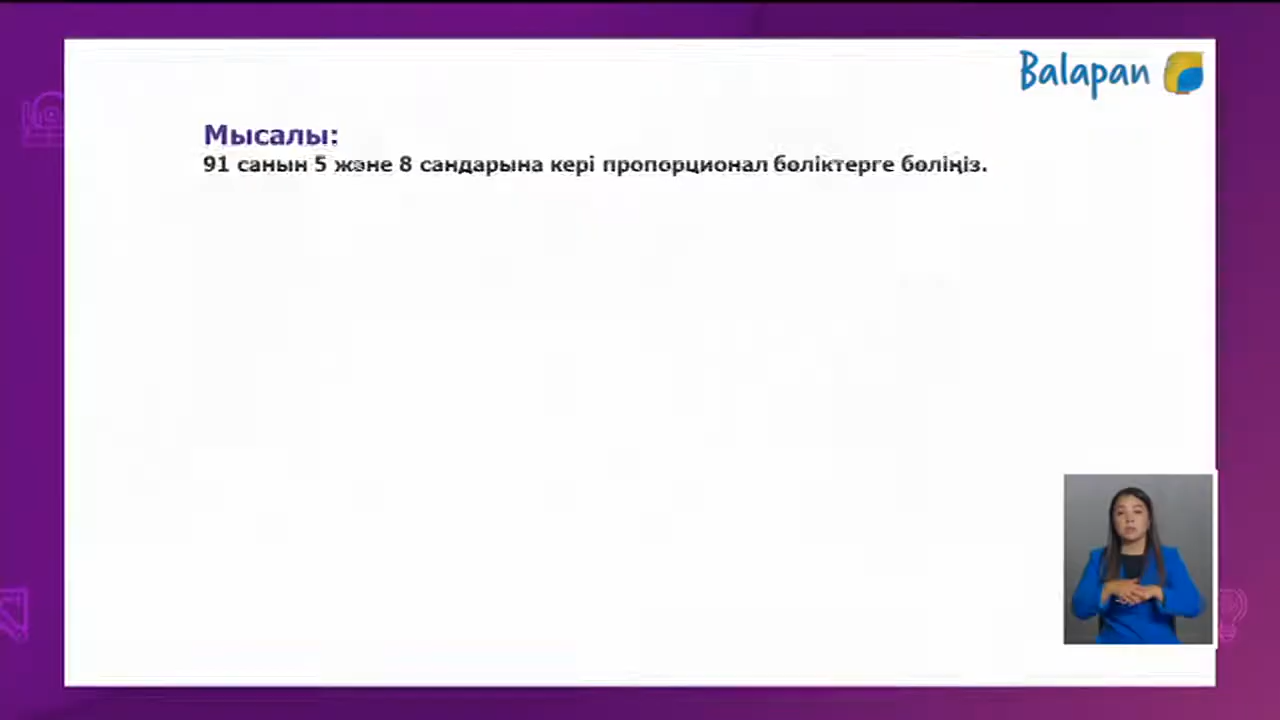 Balapan
Мысалы:
91 санын 5 және 8 сандарына кері пропорционал бөліктерге бөліңіз.